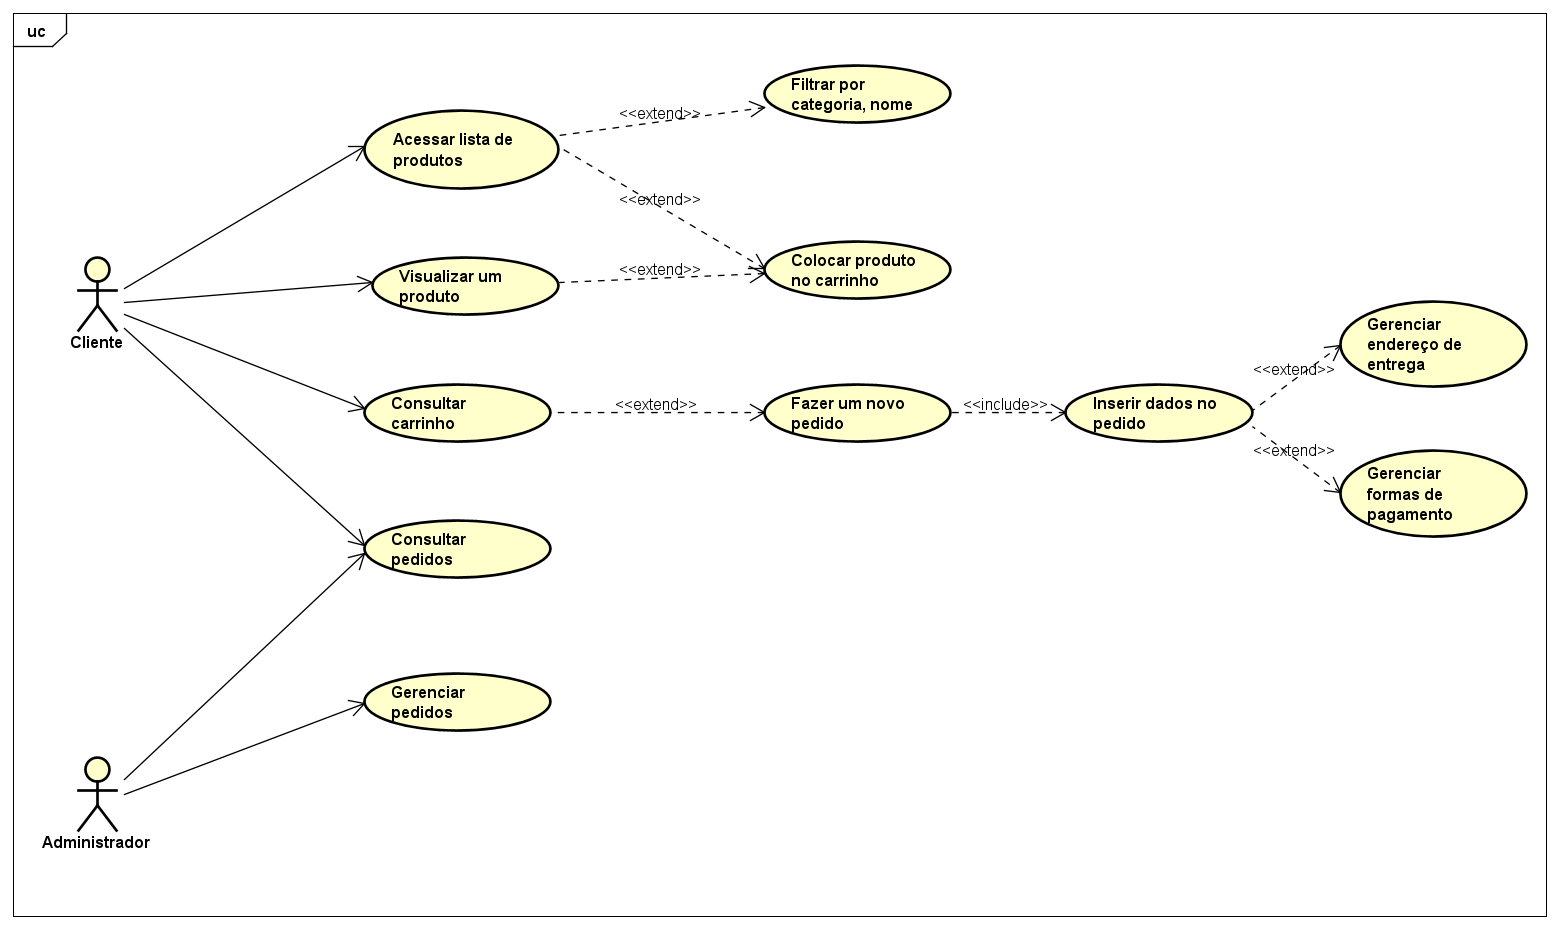 uc
Filtrar por
categoria, nome
<<extend>>
Acessar lista de
produtos
<<extend>>
Colocar produto
no carrinho
<<extend>>
Visualizar um
produto
Cliente
Gerenciar
endereço de
entrega
<<extend>>
Consultar
carrinho
<<extend>>
Fazer um novo
pedido
<<include>>
Inserir dados no
pedido
<<extend>>
Gerenciar
formas de
pagamento
Consultar
pedidos
Gerenciar
pedidos
Administrador